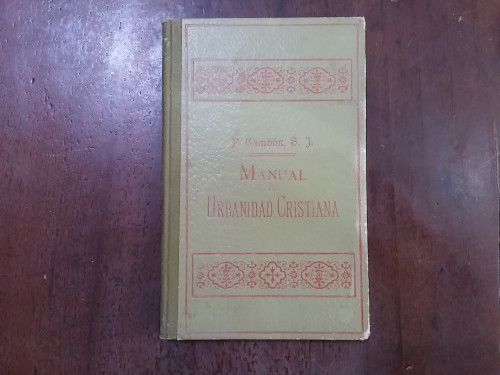 P. Gambón, S. J.
MANUAL
URBANIDAD CRISTIANA